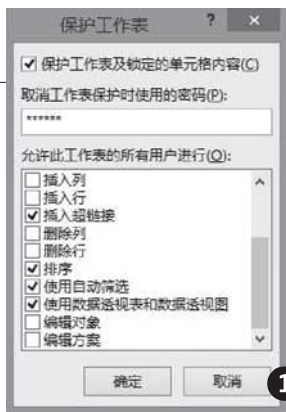 保护工作表 ? ×
保护工作表及锁定的单元格内容(C)
取消工作表保护时使用的密码(P):
******
允许此工作表的所有用户进行(O):
插入列
插入行
插入超链接
删除列
删除行
排序
使用自动筛选
使用数据透视表和数据透视图
编辑对象
编辑方案
确定 取消
1